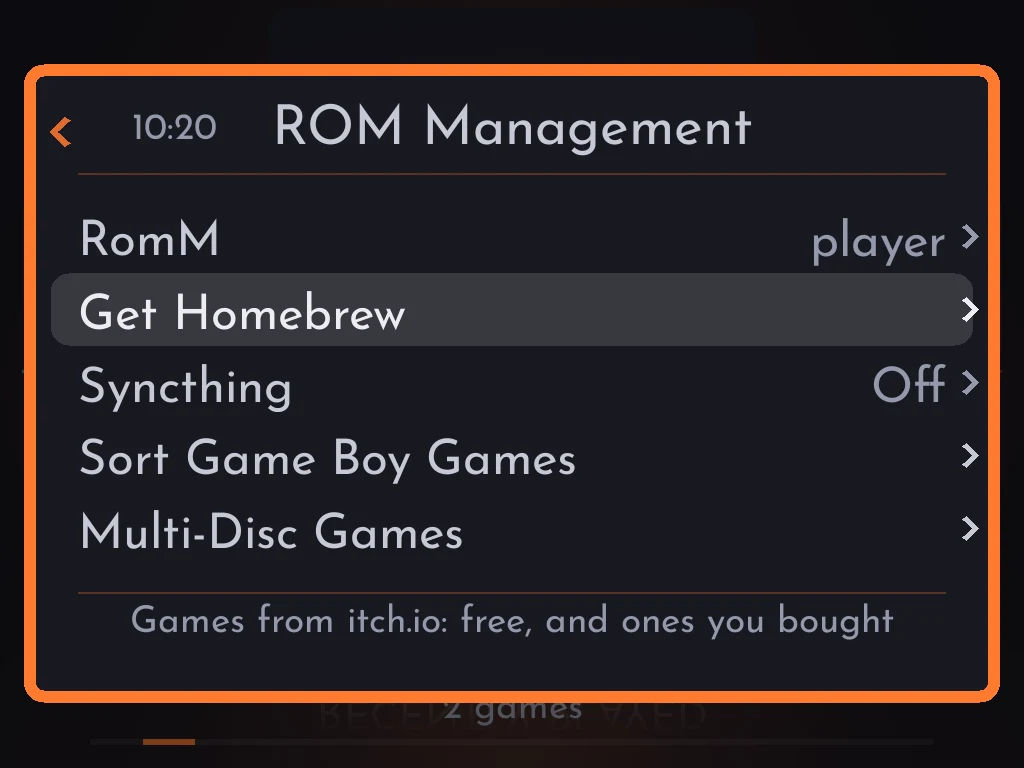 10:20 ROM Management
RomM player
Get Homebrew
Syncthing Off
Sort Game Boy Games
Multi-Disc Games
Games from itch.io: free, and ones you bought
2 games